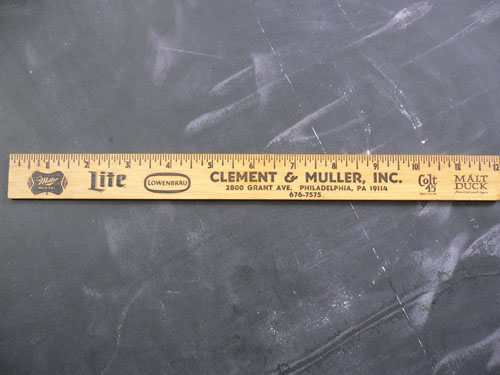 1 2 3 4 5 6 7 8 9 10 11 12
Miller
Lite
LÖWENBRÄU
CLEMENT & MULLER, INC.
2800 GRANT AVE. PHILADELPHIA, PA 19114
676-7575
Colt
45
MALT
DUCK